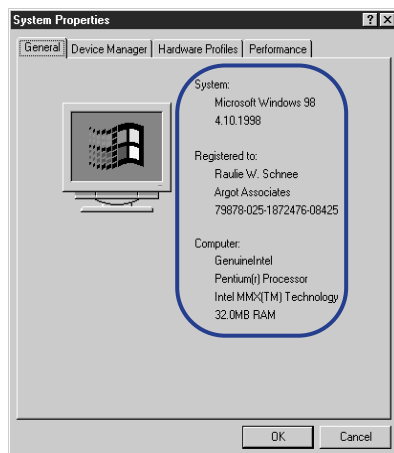 System Properties
General Device Manager Hardware Profiles Performance
System:
Microsoft Windows 98
4.10.1998
Registered to:
Raulie W. Schnee
Argot Associates
79878-025-1872476-08425
Computer:
GenuineIntel
Pentium(r) Processor
Intel MMX(TM) Technology
32.0MB RAM
OK Cancel